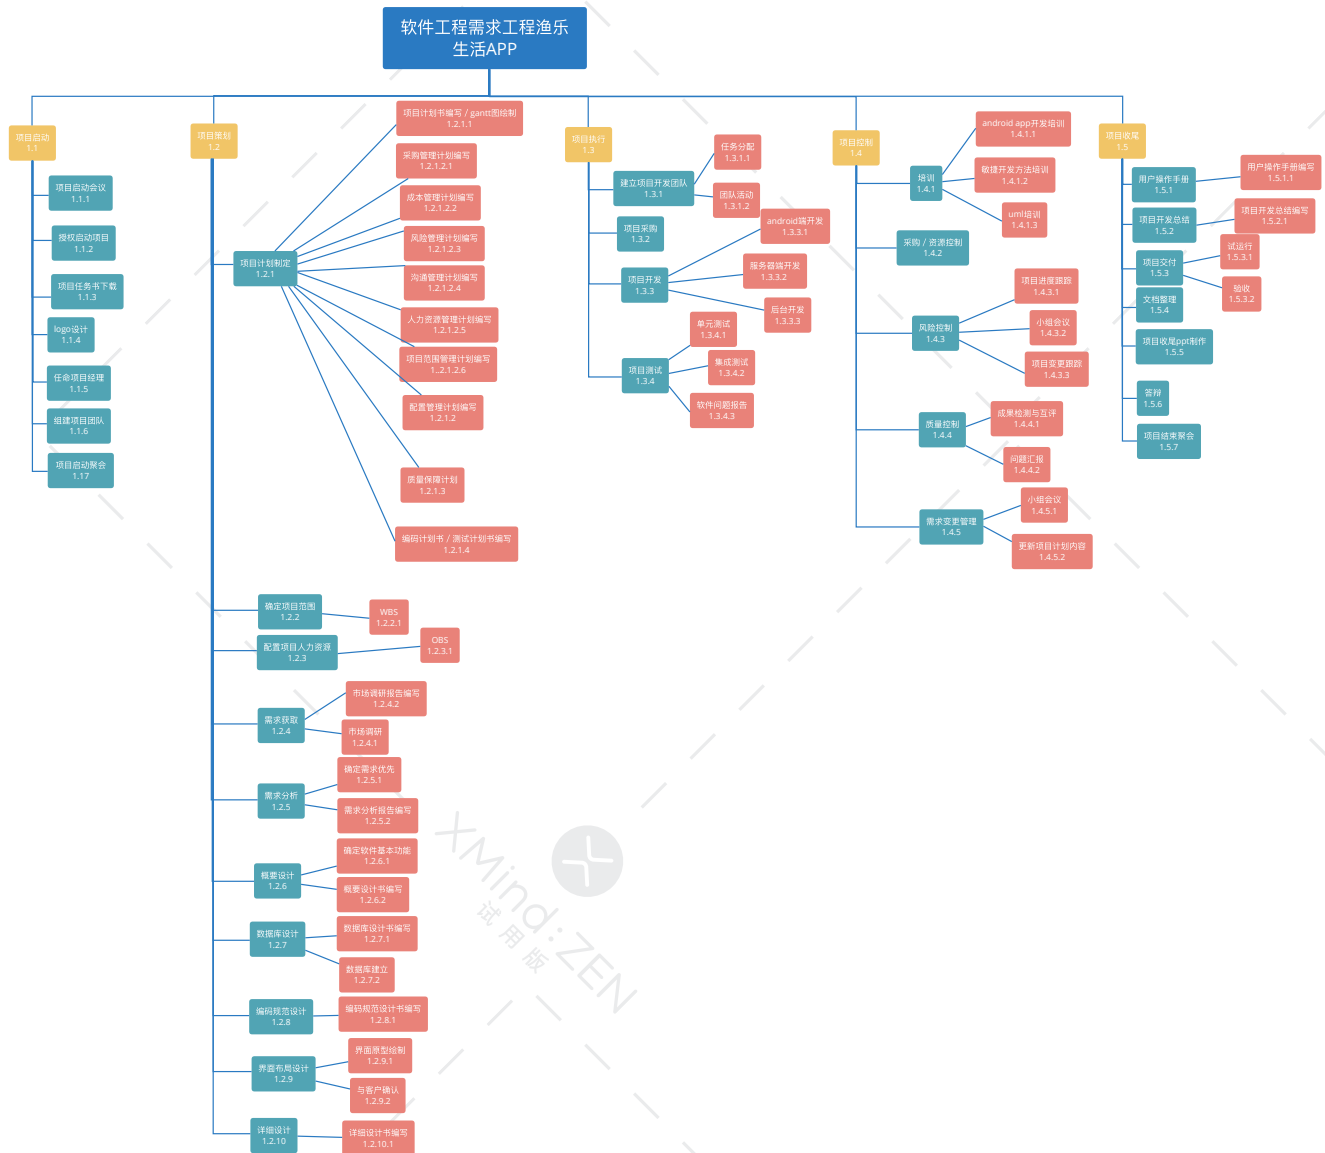 软件工程需求工程渔乐
生活APP
项目启动
1.1
项目启动会议
1.1.1
授权启动项目
1.1.2
项目任务书下载
1.1.3
logo设计
1.1.4
任命项目经理
1.1.5
组建项目团队
1.1.6
项目启动聚会
1.17
项目策划
1.2
项目计划制定
1.2.1
项目计划书编写 / gantt图绘制
1.2.1.1
采购管理计划编写
1.2.1.2.1
成本管理计划编写
1.2.1.2.2
风险管理计划编写
1.2.1.2.3
沟通管理计划编写
1.2.1.2.4
人力资源管理计划编写
1.2.1.2.5
项目范围管理计划编写
1..2.1.2.6
配置管理计划编写
1.2.1.2
质量保障计划
1.2.1.3
编码计划书 / 测试计划书编写
1.2.1.4
确定项目范围
1.2.2
WBS
1.2.2.1
配置项目人力资源
1.2.3
OBS
1.2.3.1
需求获取
1.2.4
市场调研报告编写
1.2.4.2
市场调研
1.2.4.1
需求分析
1.2.5
确定需求优先
1.2.5.1
需求分析报告编写
1.2.5.2
概要设计
1.2.6
确定软件基本功能
1.2.6.1
概要设计书编写
1.2.6.2
数据库设计
1.2.7
数据库设计书编写
1.2.7.1
数据库建立
1.2.7.2
编码规范设计
1.2.8
编码规范设计书编写
1.2.8.1
界面布局设计
1.2.9
界面原型绘制
1.2.9.1
与客户确认
1.2.9.2
详细设计
1.2.10
详细设计书编写
1.2.10.1
项目执行
1.3
建立项目开发团队
1.3.1
任务分配
1.3.1.1
团队活动
1.3.1.2
项目采购
1.3.2
项目开发
1.3.3
android端开发
1.3.3.1
服务器端开发
1.3.3.2
后台开发
1.3.3.3
项目测试
1.3.4
单元测试
1.3.4.1
集成测试
1.3.4.2
软件问题报告
1.3.4.3
项目控制
1.4
培训
1.4.1
android app开发培训
1.4.1.1
敏捷开发方法培训
1.4.1.2
uml培训
1.4.1.3
采购 / 资源控制
1.4.2
风险控制
1.4.3
项目进度跟踪
1.4.3.1
小组会议
1.4.3.2
项目变更跟踪
1.4.3.3
质量控制
1.4.4
成果检测与互评
1.4.4.1
问题汇报
1.4.4.2
需求变更管理
1.4.5
小组会议
1.4.5.1
更新项目计划内容
1.4.5.2
项目收尾
1.5
用户操作手册
1.5.1
用户操作手册编写
1.5.1.1
项目开发总结
1.5.2
项目开发总结编写
1.5.2.1
项目交付
1.5.3
试运行
1.5.3.1
验收
1.5.3.2
文档整理
1.5.4
项目收尾ppt制作
1.5.5
答辩
1.5.6
项目结束聚会
1.5.7
XMind:ZEN
试用版